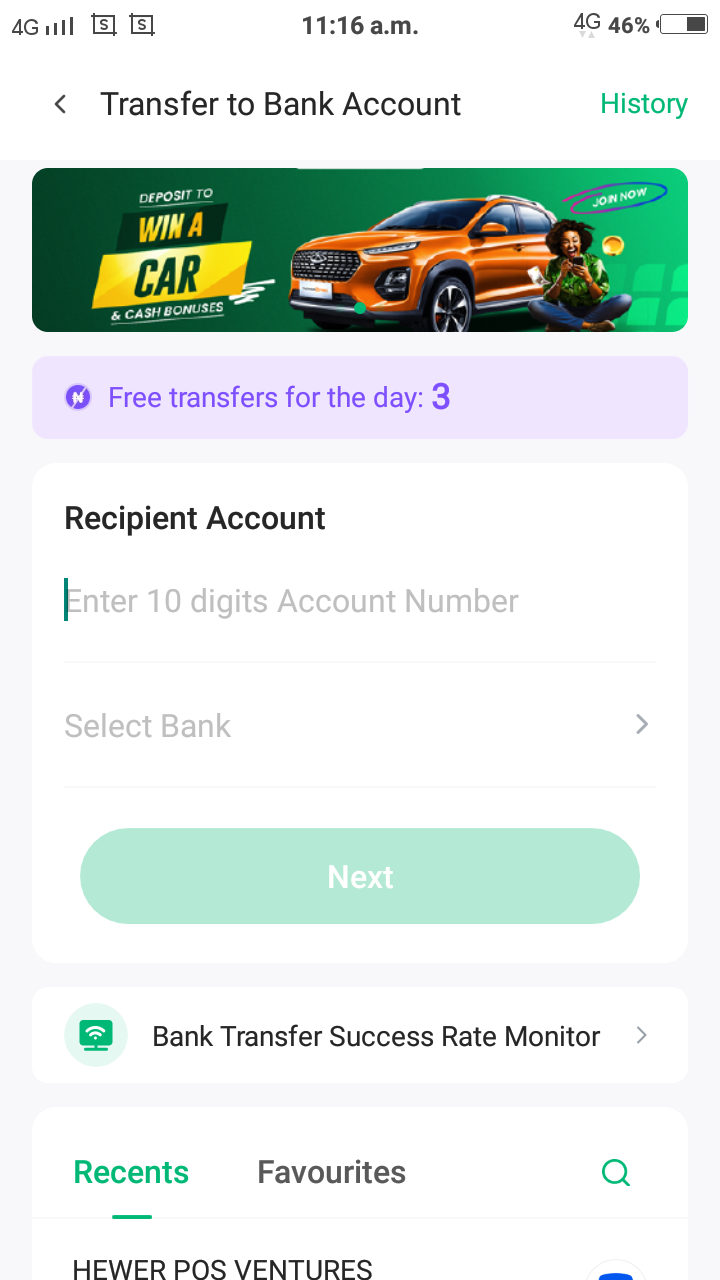 4G S S 11:16 a.m. 4G 46%
Transfer to Bank Account History
DEPOSIT TO
WIN A
CAR
& CASH BONUSES
JOIN NOW
Free transfers for the day: 3
Recipient Account
Enter 10 digits Account Number
Select Bank
Next
Bank Transfer Success Rate Monitor
Recents Favourites
HEWER POS VENTURES